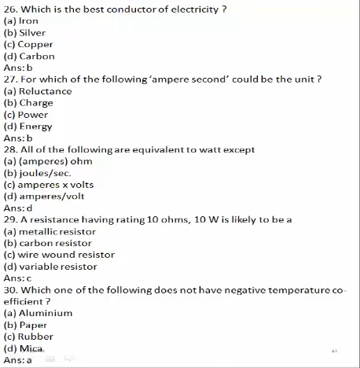 26. Which is the best conductor of electricity ?
(a) Iron
(b) Silver
(c) Copper
(d) Carbon
Ans: b
27. For which of the following 'ampere second' could be the unit ?
(a) Reluctance
(b) Charge
(c) Power
(d) Energy
Ans: b
28. All of the following are equivalent to watt except
(a) (amperes) ohm
(b) joules/sec.
(c) amperes x volts
(d) amperes/volt
Ans: d
29. A resistance having rating 10 ohms, 10 W is likely to be a
(a) metallic resistor
(b) carbon resistor
(c) wire wound resistor
(d) variable resistor
Ans: c
30. Which one of the following does not have negative temperature co-
efficient ?
(a) Aluminium
(b) Paper
(c) Rubber
(d) Mica
Ans: a